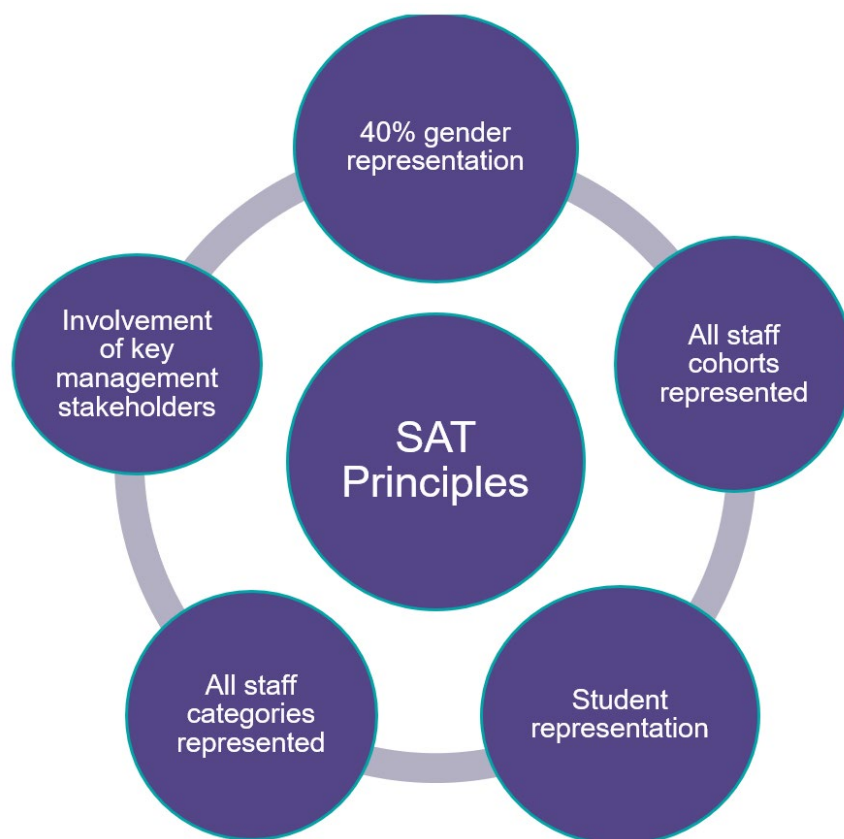 40% gender
representation
All staff
cohorts
represented
Student
representation
All staff
categories
represented
Involvement
of key
management
stakeholders
SAT
Principles